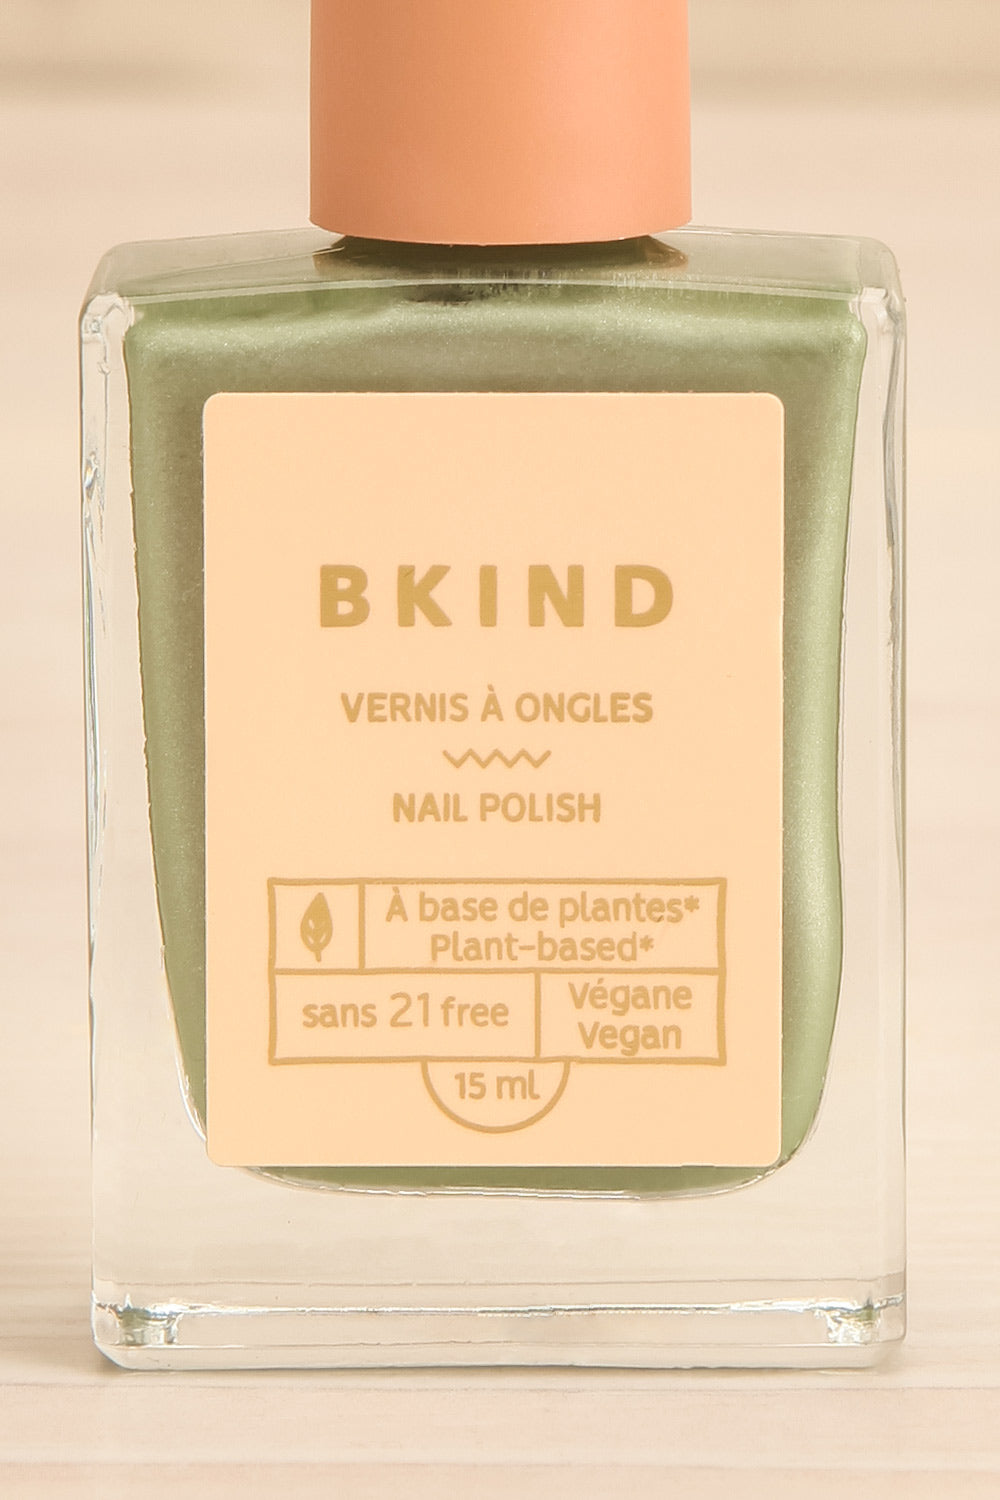 BKIND
VERNIS À ONGLES
NAIL POLISH
À base de plantes*
Plant-based*
sans 21 free
Végane
Vegan
15 ml